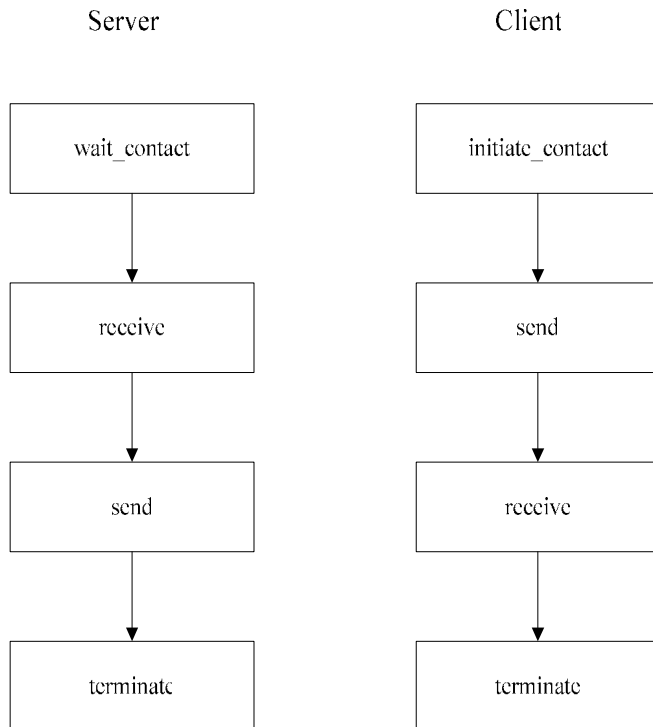 Server
Client
wait_contact
initiate_contact
receive
send
send
receive
terminate
terminate